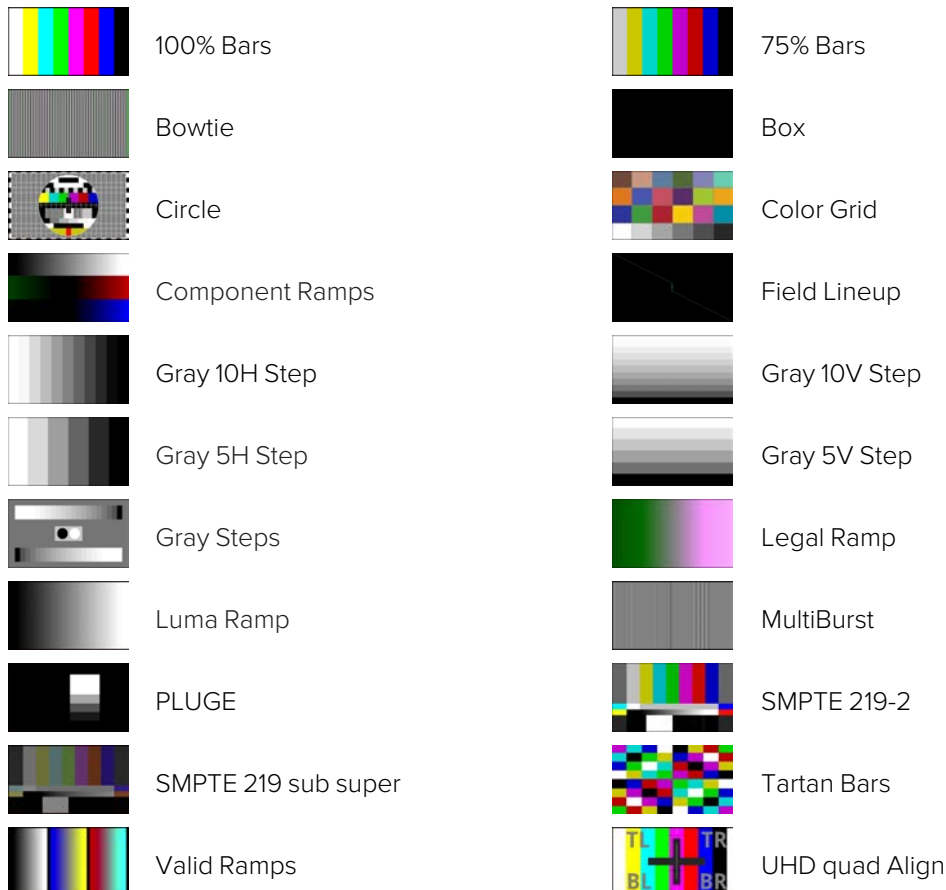 100% Bars
75% Bars
Bowtie
Box
Circle
Color Grid
Component Ramps
Field Lineup
Gray 10H Step
Gray 10V Step
Gray 5H Step
Gray 5V Step
Gray Steps
Legal Ramp
Luma Ramp
MultiBurst
PLUGE
SMPTE 219-2
SMPTE 219 sub super
Tartan Bars
Valid Ramps
TL TR
BL BR
UHD quad Align